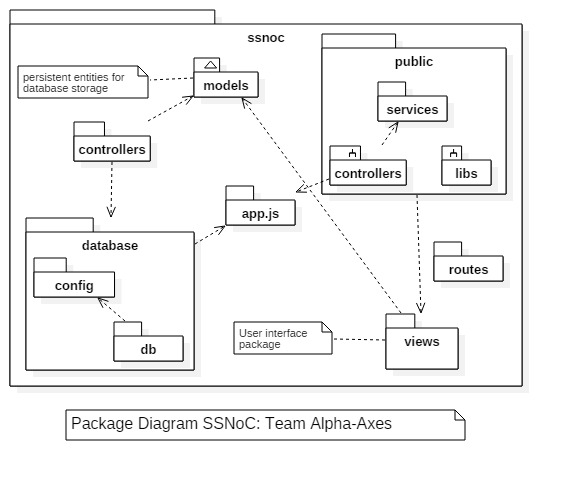 ssnoc
persistent entities for
database storage
models
public
services
controllers
controllers
libs
app.js
database
config
db
routes
User interface
package
views
Package Diagram SSNoC: Team Alpha-Axes